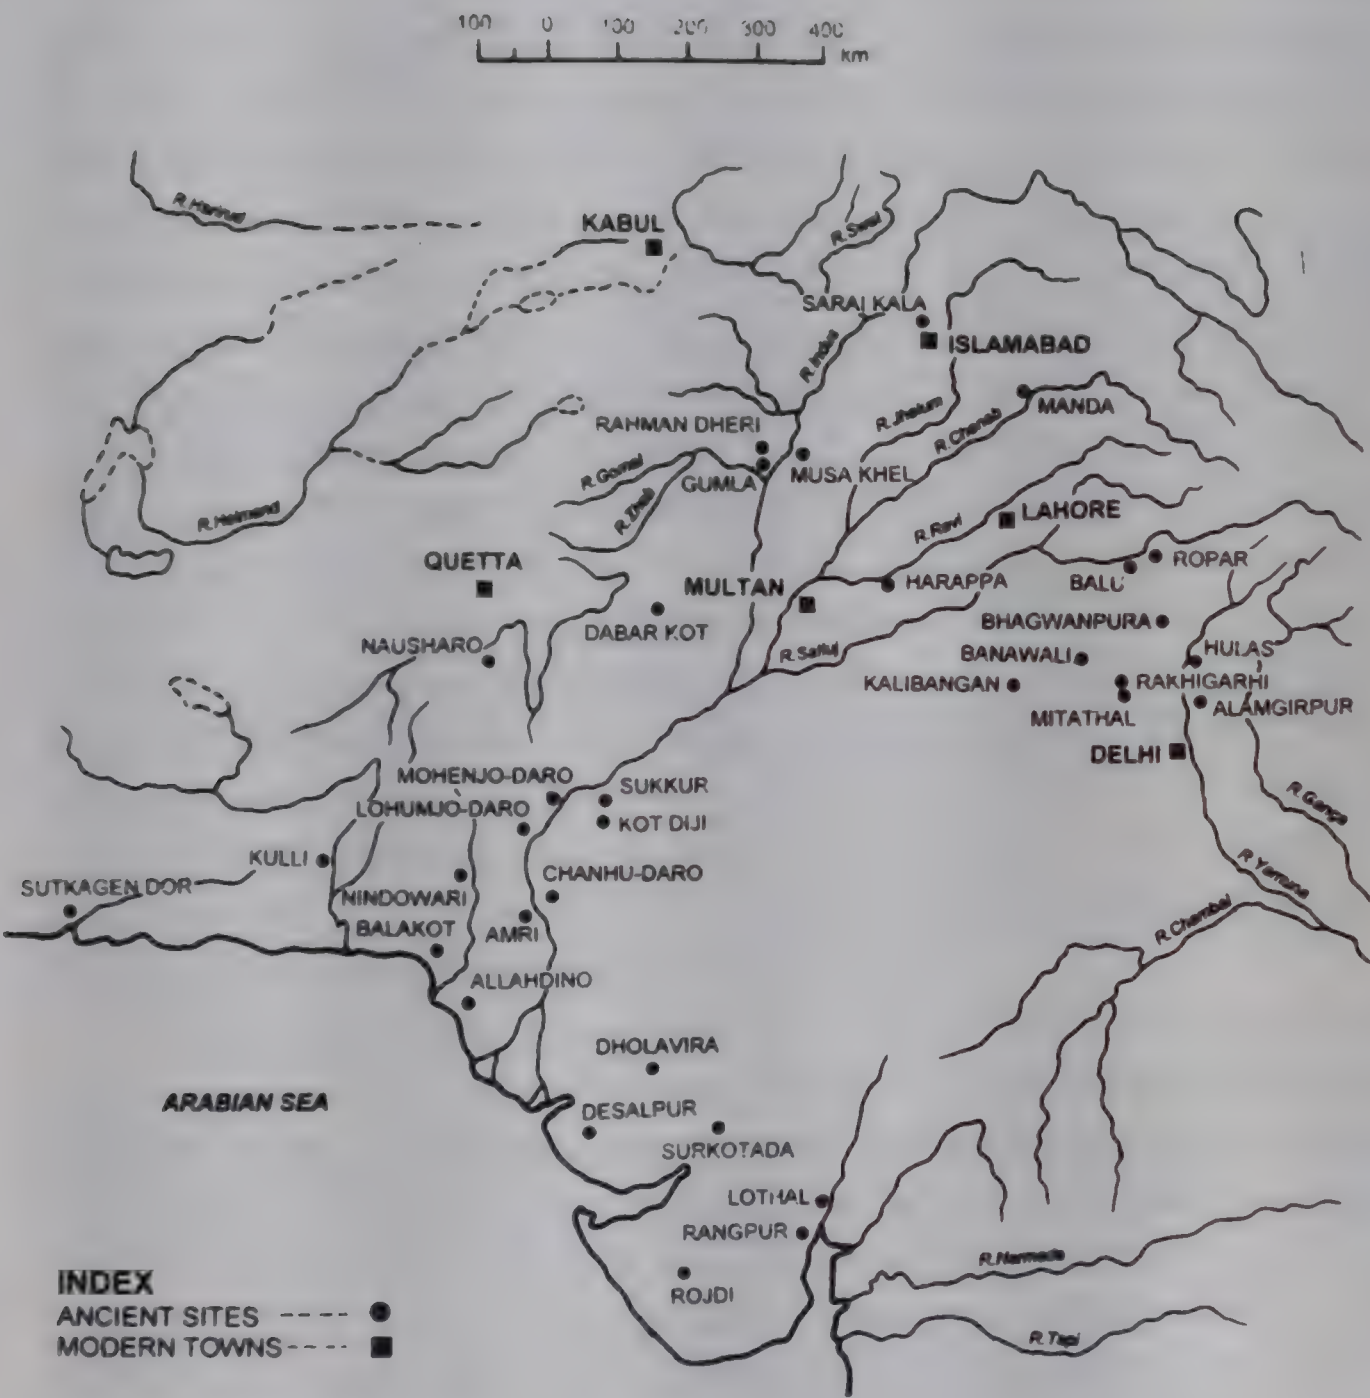 100 0 100 200 300 400
km
R. Harirud
KABUL
R. Swat
SARAI KALA
ISLAMABAD
R. Indus
R. Jhelum
R. Chenab
MANDA
RAHMAN DHERI
MUSA KHEL
R. Gomal
GUMLA
R. Zhob
R. Helmand
R. Ravi
LAHORE
QUETTA
MULTAN
HARAPPA
BALU
ROPAR
DABAR KOT
BHAGWANPURA
NAUSHARO
R. Satluj
BANAWALI
HULAS
KALIBANGAN
RAKHIGARHI
MITATHAL
ALAMGIRPUR
DELHI
MOHENJO-DARO
SUKKUR
LOHUMJO-DARO
KOT DIJI
R. Ganga
KULLI
CHANHU-DARO
R. Yamuna
SUTKAGEN DOR
NINDOWARI
BALAKOT
AMRI
R. Chambal
ALLAHDINO
DHOLAVIRA
ARABIAN SEA
DESALPUR
SURKOTADA
LOTHAL
RANGPUR
R. Narmada
ROJDI
R. Tapi
INDEX
ANCIENT SITES
MODERN TOWNS